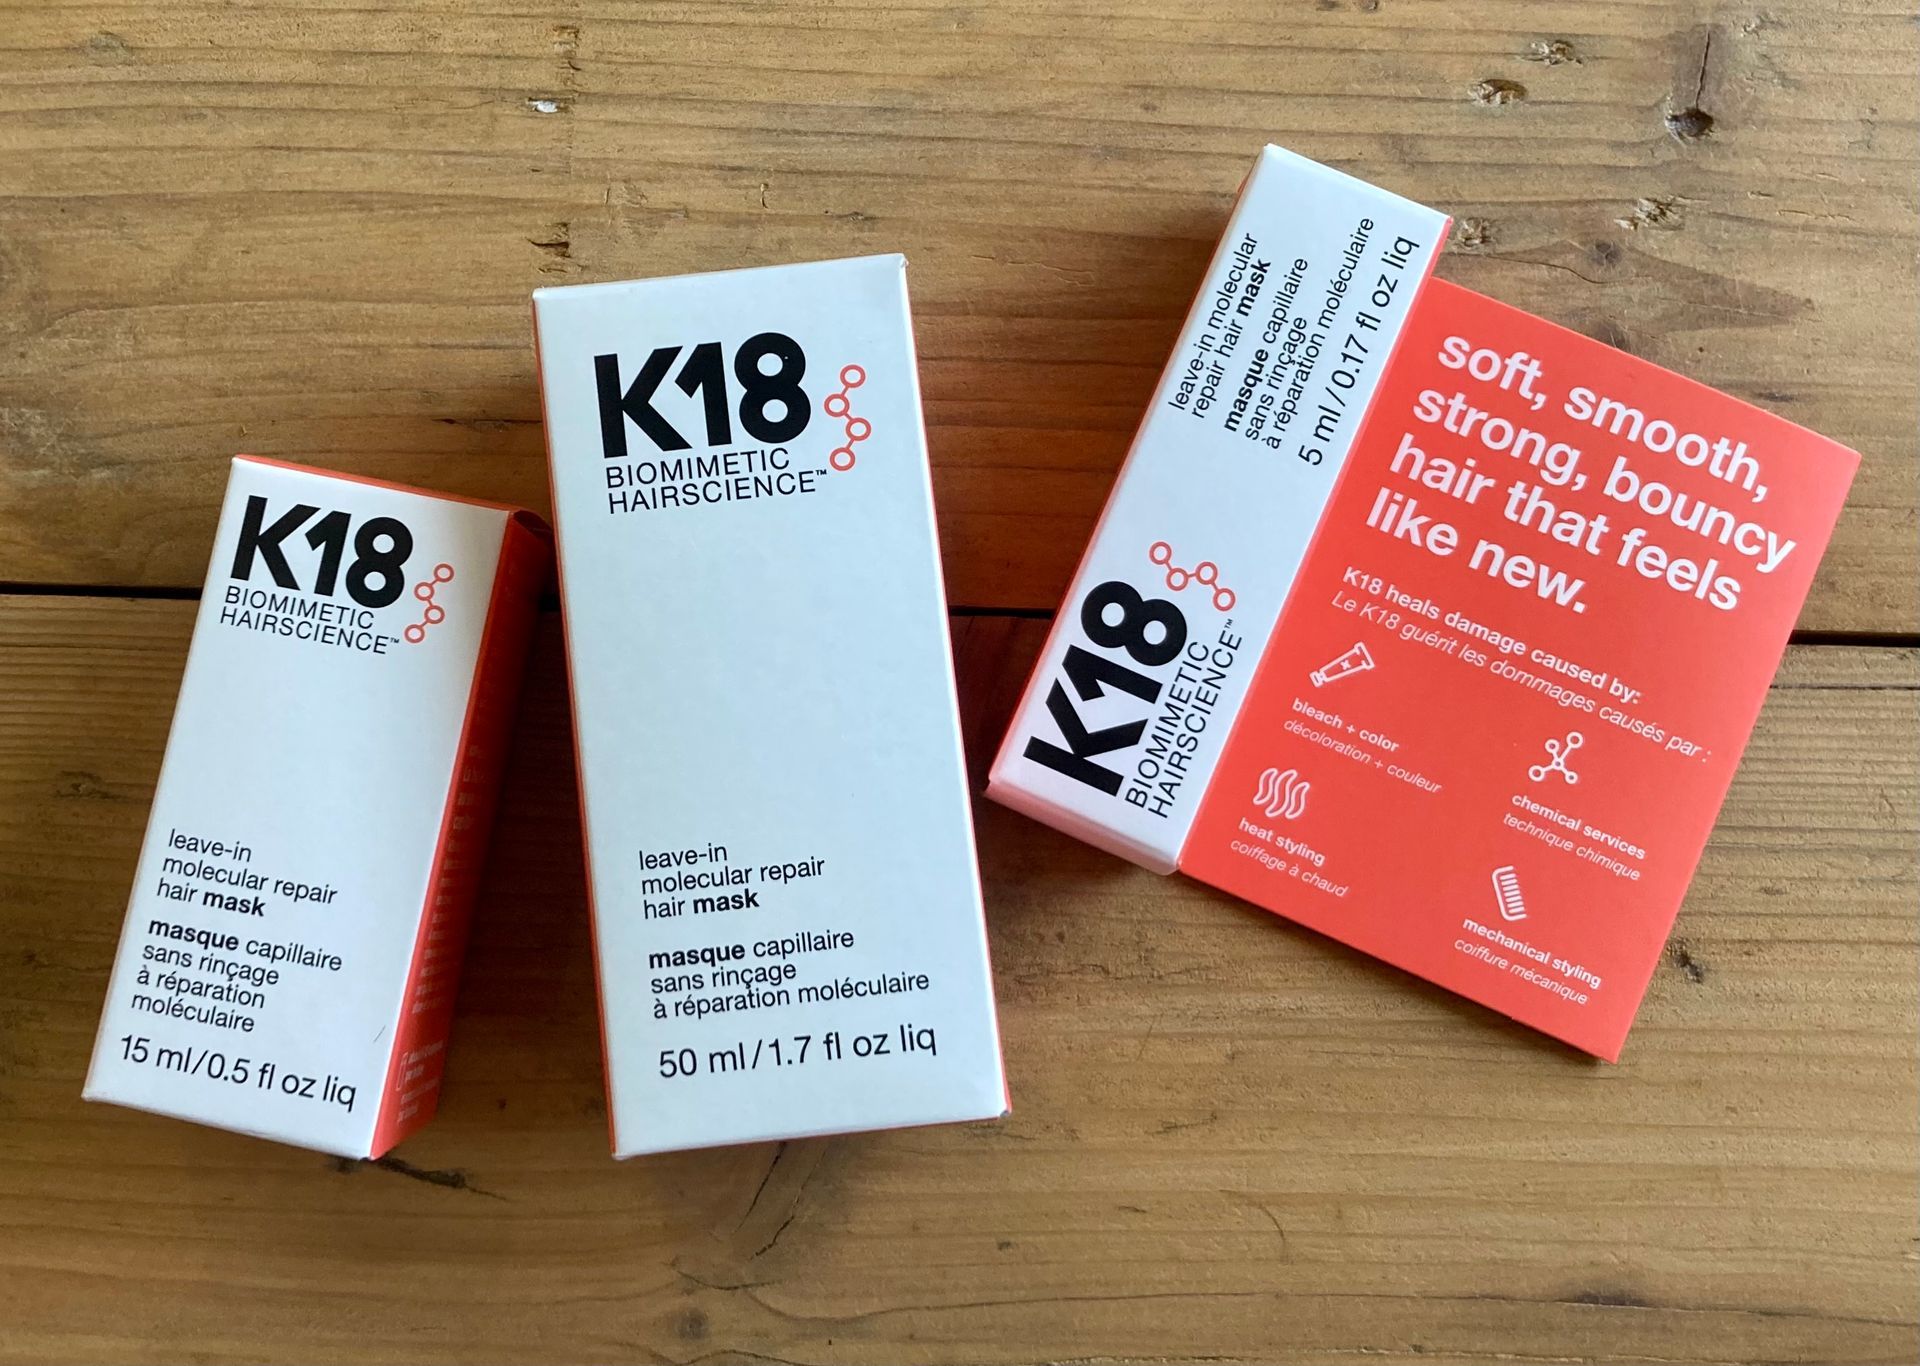 K18
BIOMIMETIC
HAIRSCIENCE™
leave-in
molecular repair
hair mask
masque capillaire
sans rinçage
à réparation
moléculaire
15 ml/0.5 fl oz liq
K18
BIOMIMETIC
HAIRSCIENCE™
leave-in
molecular repair
hair mask
masque capillaire
sans rinçage
à réparation moléculaire
50 ml/1.7 fl oz liq
K18
BIOMIMETIC
HAIRSCIENCE™
leave-in molecular
repair hair mask
masque capillaire
sans rinçage
à réparation moléculaire
5 ml/0.17 fl oz liq
soft, smooth,
strong, bouncy
hair that feels
like new.
K18 heals damage caused by:
Le K18 guérit les dommages causés par :
bleach + color
décoloration + couleur
chemical services
technique chimique
heat styling
coiffage à chaud
mechanical styling
coiffure mécanique